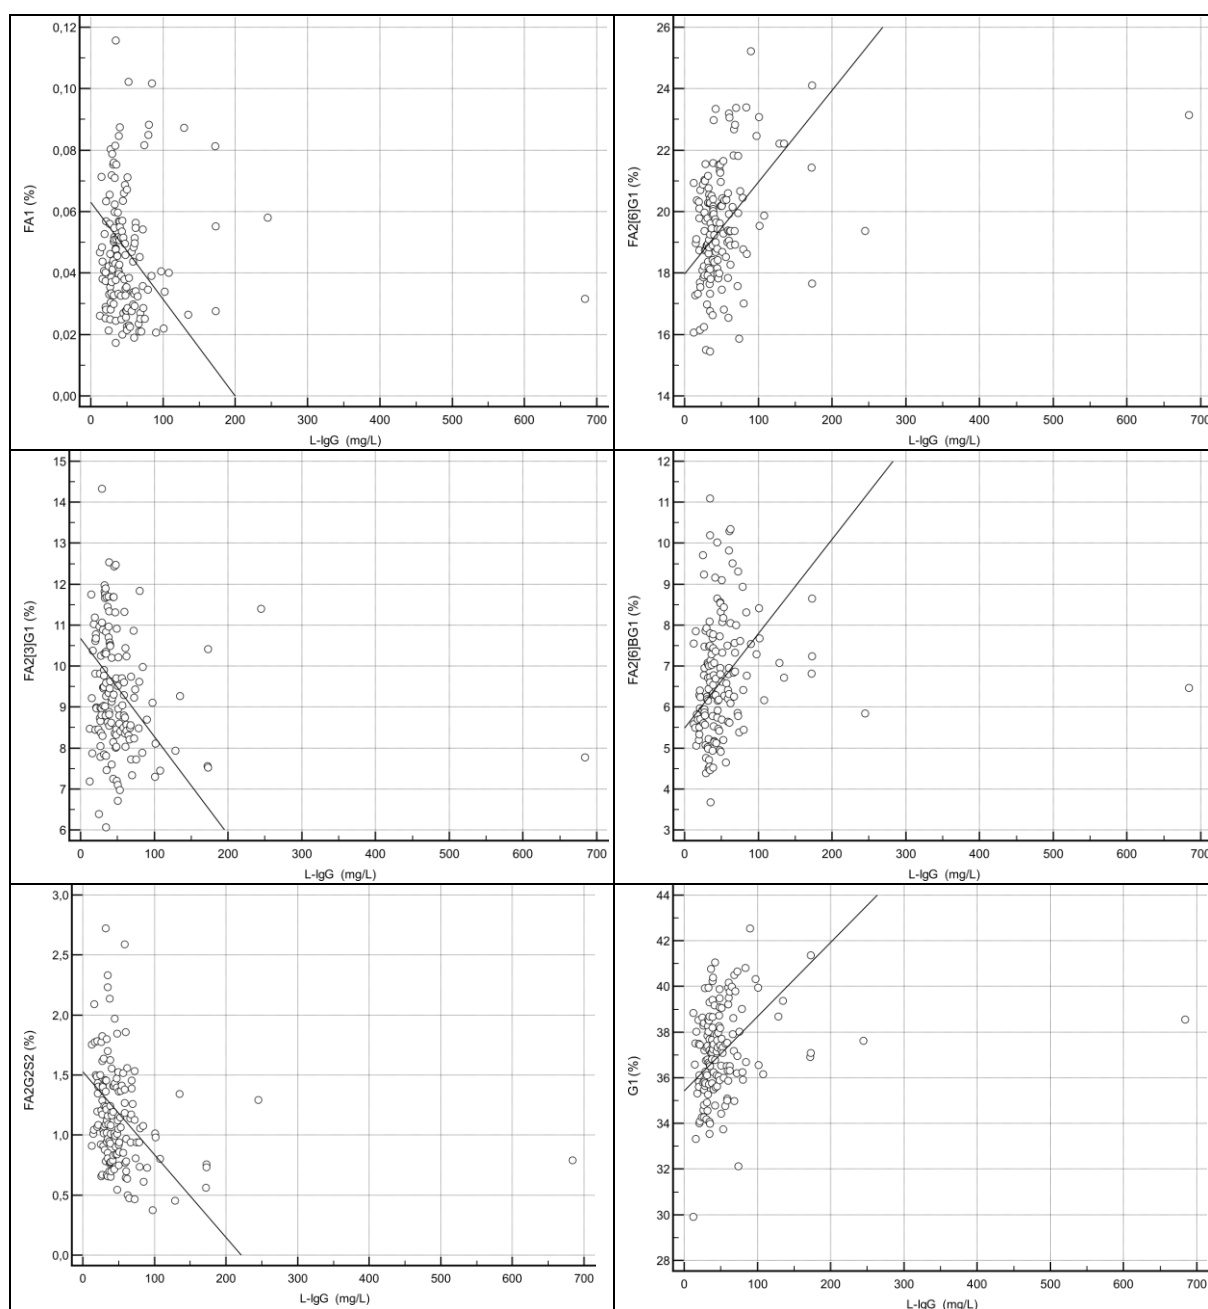 0,12
0,10
0,08
0,06
0,04
0,02
0,00
FA1 (%)
0 100 200 300 400 500 600 700
L-IgG (mg/L)
26
24
22
20
18
16
14
FA2[6]G1 (%)
0 100 200 300 400 500 600 700
L-IgG (mg/L)
15
14
13
12
11
10
9
8
7
6
FA2[3]G1 (%)
0 100 200 300 400 500 600 700
L-IgG (mg/L)
12
11
10
9
8
7
6
5
4
3
FA2[6]BG1 (%)
0 100 200 300 400 500 600 700
L-IgG (mg/L)
3,0
2,5
2,0
1,5
1,0
0,5
0,0
FA2G2S2 (%)
0 100 200 300 400 500 600 700
L-IgG (mg/L)
44
42
40
38
36
34
32
30
28
G1 (%)
0 100 200 300 400 500 600 700
L-IgG (mg/L)